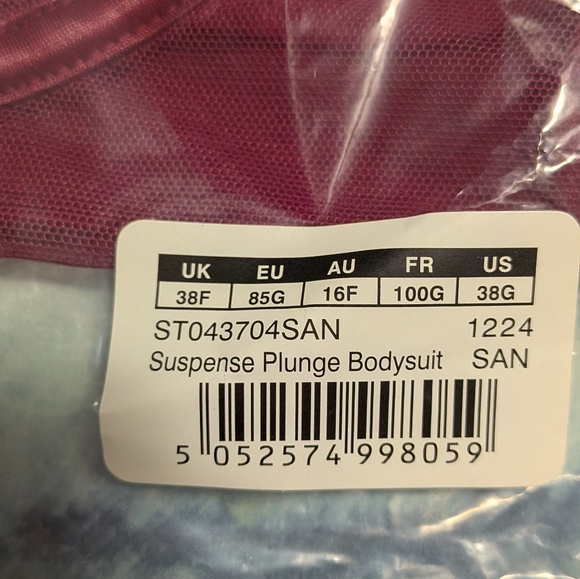 UK EU AU FR US
38F 85G 16F 100G 38G
ST043704SAN 1224
Suspense Plunge Bodysuit SAN
5 052574 998059